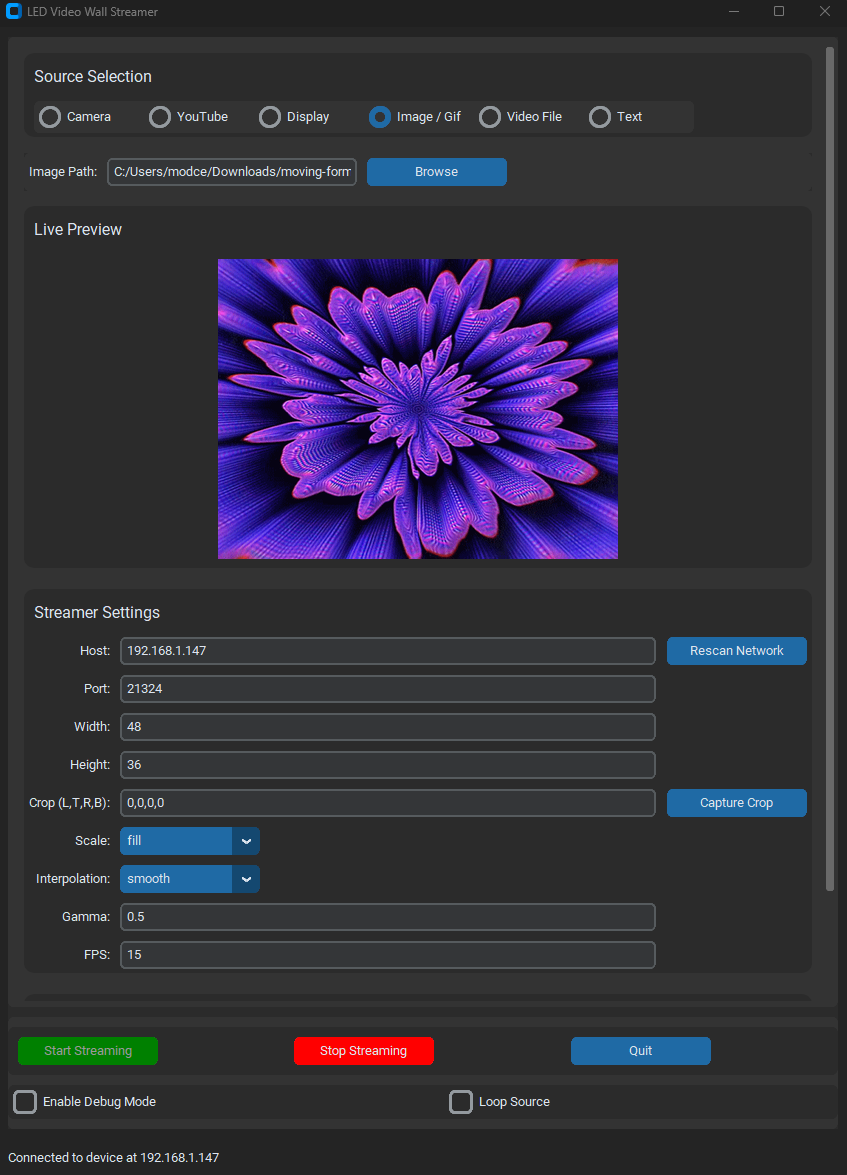 LED Video Wall Streamer
Source Selection
Camera YouTube Display Image / Gif Video File Text
Image Path: C:/Users/modce/Downloads/moving-form Browse
Live Preview
Streamer Settings
Host: 192.168.1.147 Rescan Network
Port: 21324
Width: 48
Height: 36
Crop (L,T,R,B): 0,0,0,0 Capture Crop
Scale: fill
Interpolation: smooth
Gamma: 0.5
FPS: 15
Start Streaming Stop Streaming Quit
Enable Debug Mode Loop Source
Connected to device at 192.168.1.147